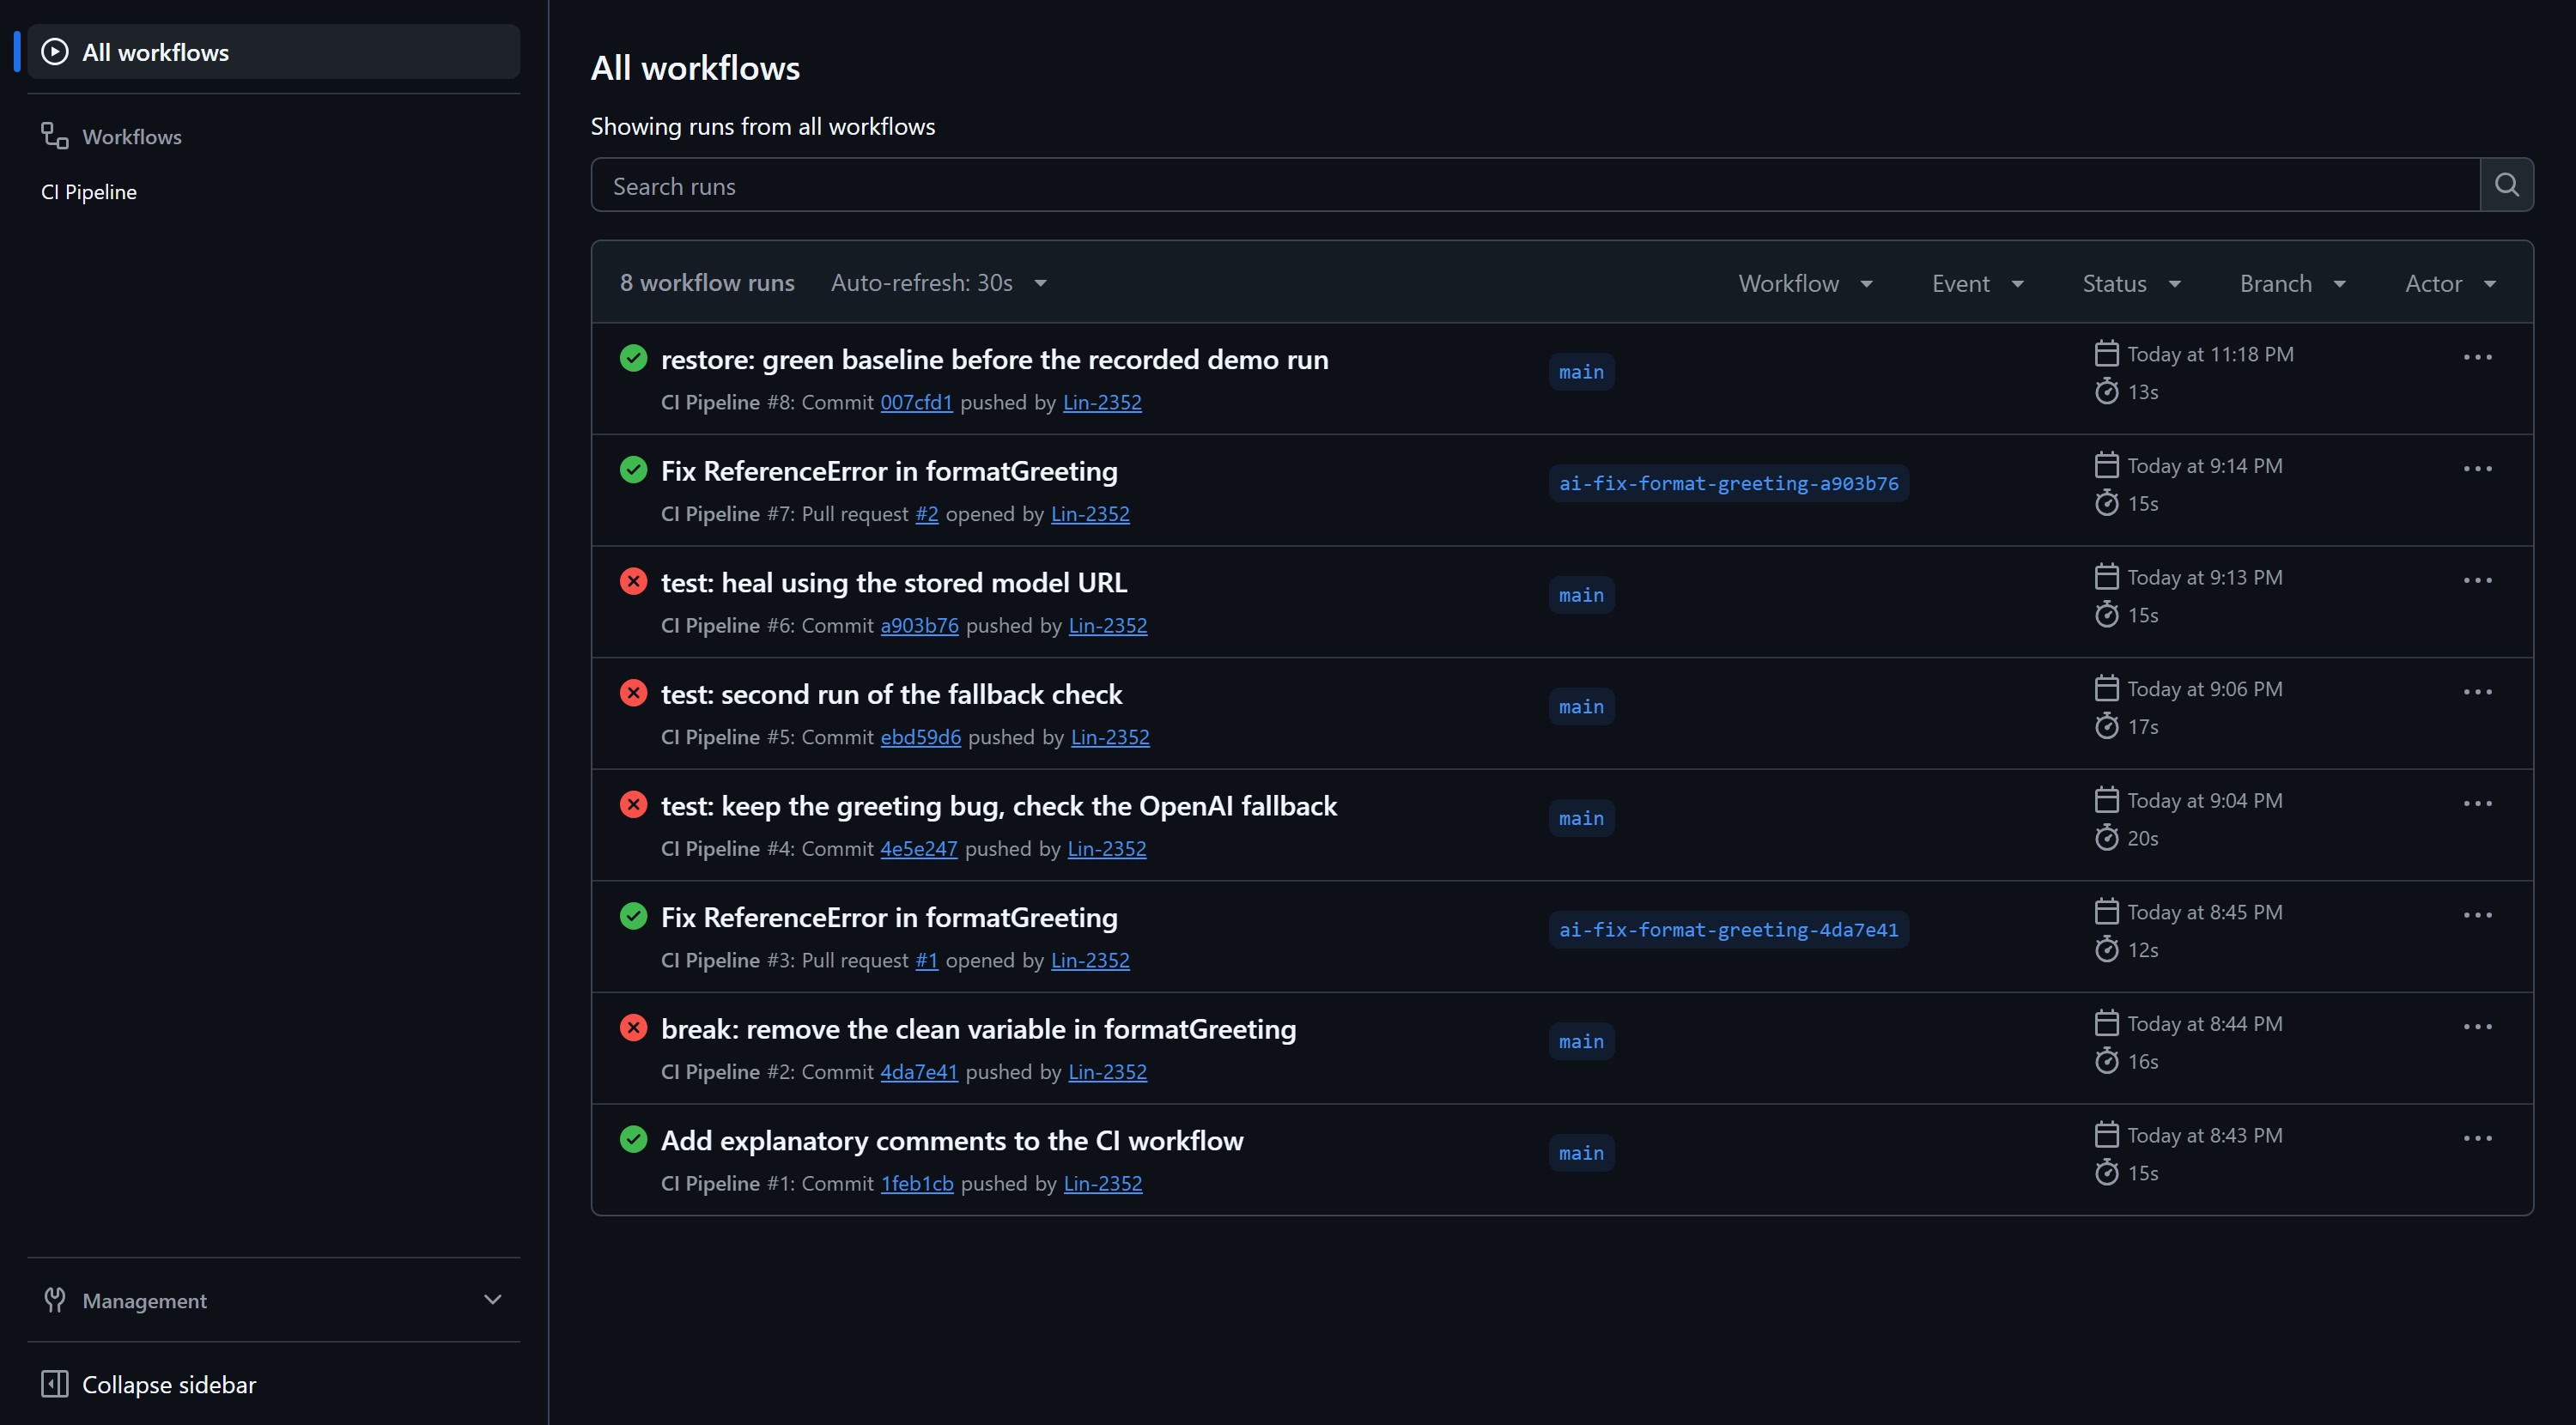 All workflows
Workflows
CI Pipeline
Management
Collapse sidebar
All workflows
Showing runs from all workflows
Search runs
8 workflow runs Auto-refresh: 30s Workflow Event Status Branch Actor
restore: green baseline before the recorded demo run
CI Pipeline #8: Commit 007cfd1 pushed by Lin-2352
main
Today at 11:18 PM
13s
Fix ReferenceError in formatGreeting
CI Pipeline #7: Pull request #2 opened by Lin-2352
ai-fix-format-greeting-a903b76
Today at 9:14 PM
15s
test: heal using the stored model URL
CI Pipeline #6: Commit a903b76 pushed by Lin-2352
main
Today at 9:13 PM
15s
test: second run of the fallback check
CI Pipeline #5: Commit ebd59d6 pushed by Lin-2352
main
Today at 9:06 PM
17s
test: keep the greeting bug, check the OpenAI fallback
CI Pipeline #4: Commit 4e5e247 pushed by Lin-2352
main
Today at 9:04 PM
20s
Fix ReferenceError in formatGreeting
CI Pipeline #3: Pull request #1 opened by Lin-2352
ai-fix-format-greeting-4da7e41
Today at 8:45 PM
12s
break: remove the clean variable in formatGreeting
CI Pipeline #2: Commit 4da7e41 pushed by Lin-2352
main
Today at 8:44 PM
16s
Add explanatory comments to the CI workflow
CI Pipeline #1: Commit 1feb1cb pushed by Lin-2352
main
Today at 8:43 PM
15s